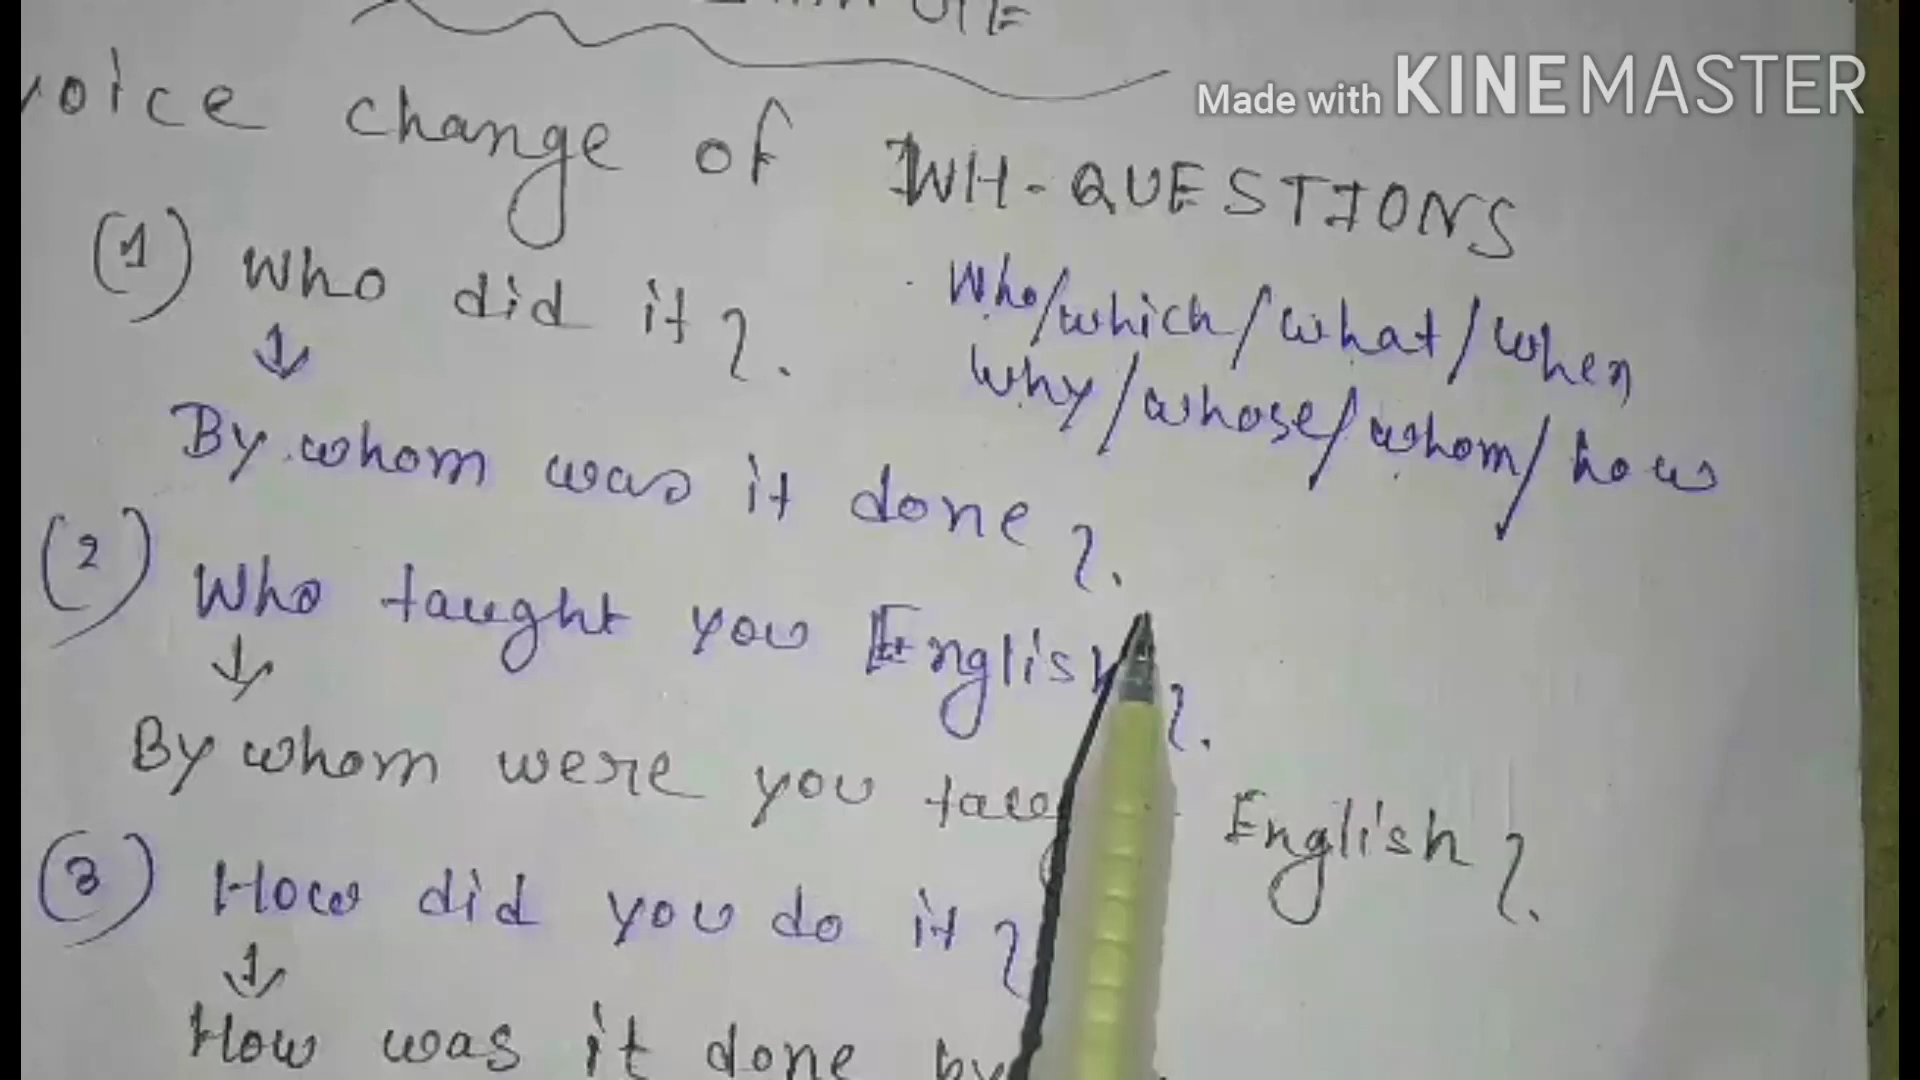 Made with KINEMASTER
voice change of WH-QUESTIONS
(1) Who did it?
Who/which/what/when
Why/whose/whom/how
By whom was it done?
(2) Who taught you English?
By whom were you English?
(3) How did you do it?
How was it done by